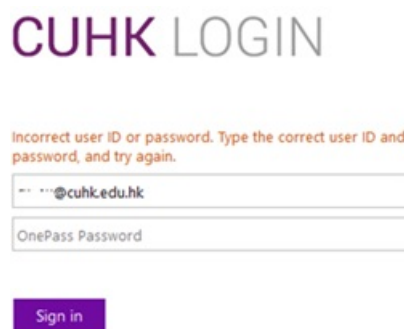 CUHK LOGIN
Incorrect user ID or password. Type the correct user ID and
password, and try again.
@cuhk.edu.hk
OnePass Password
Sign in